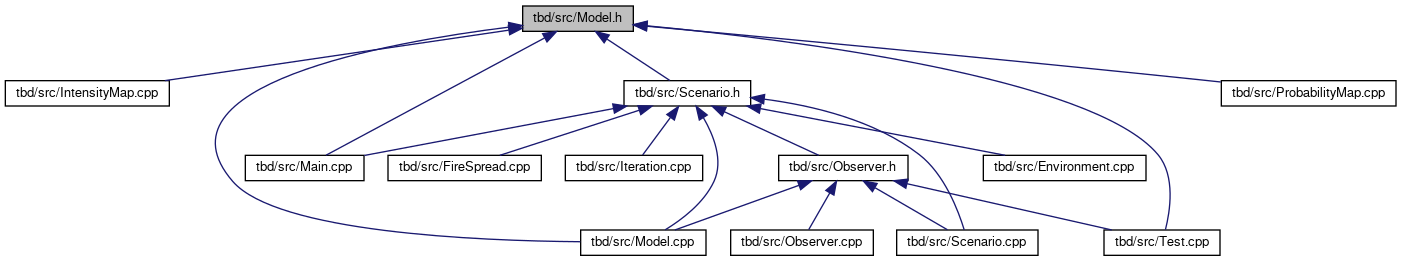 tbd/src/Model.h
tbd/src/IntensityMap.cpp
tbd/src/Scenario.h
tbd/src/ProbabilityMap.cpp
tbd/src/Main.cpp
tbd/src/FireSpread.cpp
tbd/src/Iteration.cpp
tbd/src/Observer.h
tbd/src/Environment.cpp
tbd/src/Model.cpp
tbd/src/Observer.cpp
tbd/src/Scenario.cpp
tbd/src/Test.cpp